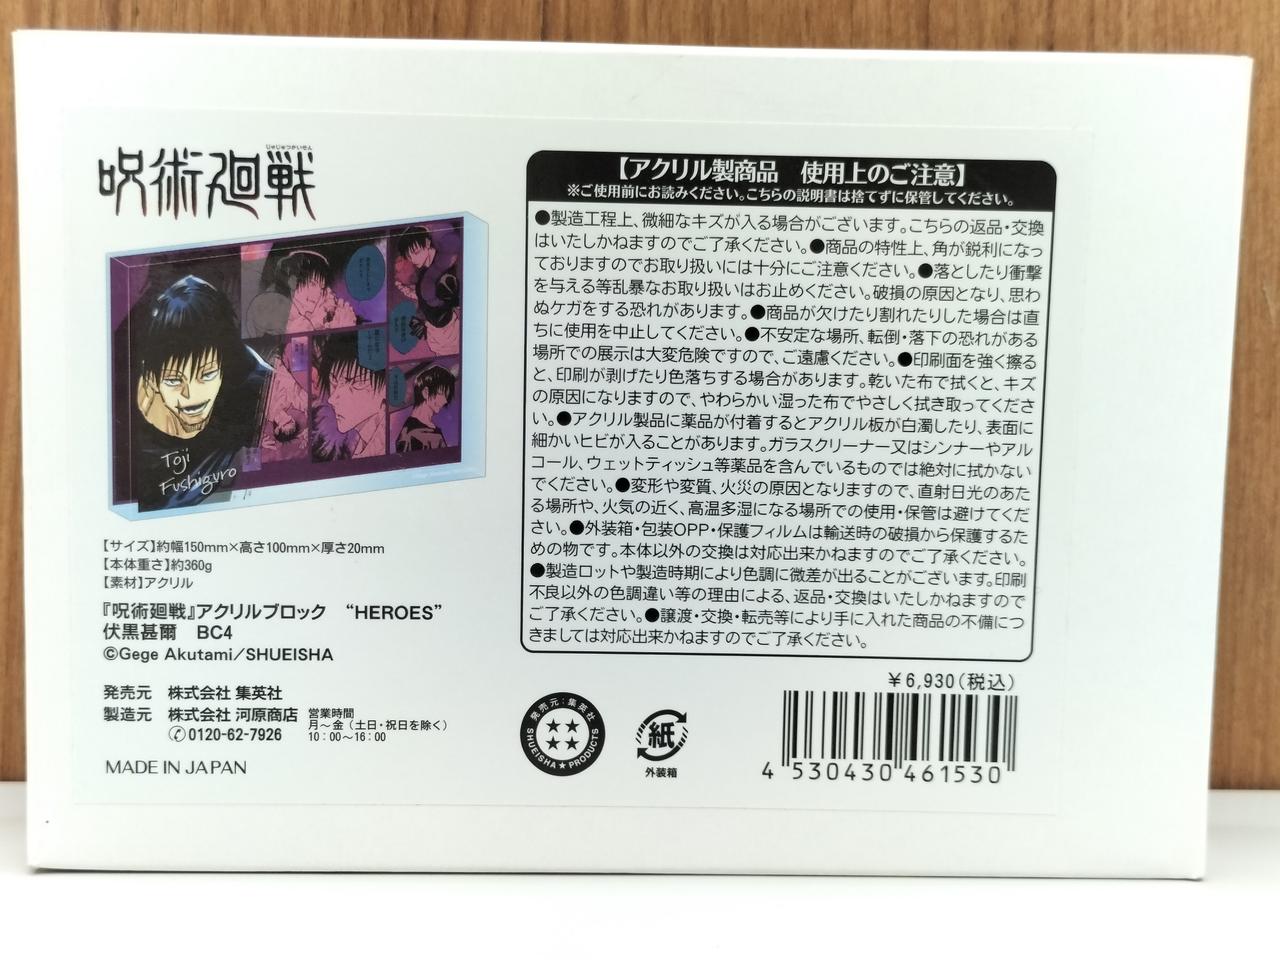 じゅじゅつかいせん
呪術廻戦
Toji
Fushiguro
【サイズ】約幅150mm×高さ100mm×厚さ20mm
【本体重さ】約360g
【素材】アクリル
『呪術廻戦』アクリルブロック “HEROES”
伏黒甚爾 BC4
©Gege Akutami/SHUEISHA
発売元 株式会社 集英社
製造元 株式会社 河原商店
0120-62-7926
営業時間
月～金（土日・祝日を除く）
10：00～16：00
MADE IN JAPAN
【アクリル製商品 使用上のご注意】
※ご使用前にお読みください。こちらの説明書は捨てずに保管してください。
●製造工程上、微細なキズが入る場合がございます。こちらの返品・交換
はいたしかねますのでご了承ください。●商品の特性上、角が鋭利になっ
ておりますのでお取り扱いには十分にご注意ください。●落としたり衝撃
を与える等乱暴なお取り扱いはお止めください。破損の原因となり、思わ
ぬケガをする恐れがあります。●商品が欠けたり割れたりした場合は直
ちに使用を中止してください。●不安定な場所、転倒・落下の恐れがある
場所での展示は大変危険ですので、ご遠慮ください。●印刷面を強く擦る
と、印刷が剥げたり色落ちする場合があります。乾いた布で拭くと、キズ
の原因になりますので、やわらかい湿った布でやさしく拭き取ってくださ
い。●アクリル製品に薬品が付着するとアクリル板が白濁したり、表面に
細かいヒビが入ることがあります。ガラスクリーナー又はシンナーやアル
コール、ウェットティッシュ等薬品を含んでいるものでは絶対に拭かない
でください。●変形や変質、火災の原因となりますので、直射日光のあた
る場所や、火気の近く、高温多湿になる場所での使用・保管は避けてくだ
さい。●外装箱・包装OPP・保護フィルムは輸送時の破損から保護するた
めの物です。本体以外の交換は対応出来かねますのでご了承ください。
●製造ロットや製造時期により色調に微差が出ることがございます。印刷
不良以外の色調違い等の理由による、返品・交換はいたしかねますので
ご了承ください。●譲渡・交換・転売等により手に入れた商品の不備につ
きましては対応出来かねますのでご了承ください。
発売元：集英社
SHUEISHA★PRODUCTS
紙
外装箱
￥6,930（税込）
4 530430 461530